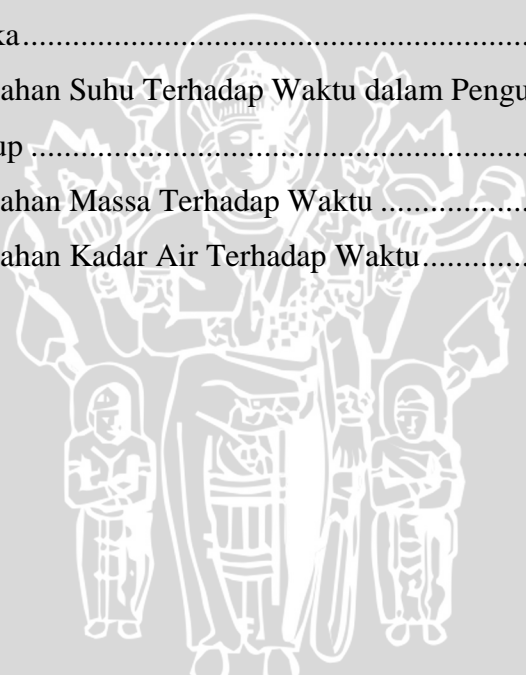 ka....................................................
ahan Suhu Terhadap Waktu dalam Pengu
up ...................................................
ahan Massa Terhadap Waktu ................
ahan Kadar Air Terhadap Waktu............